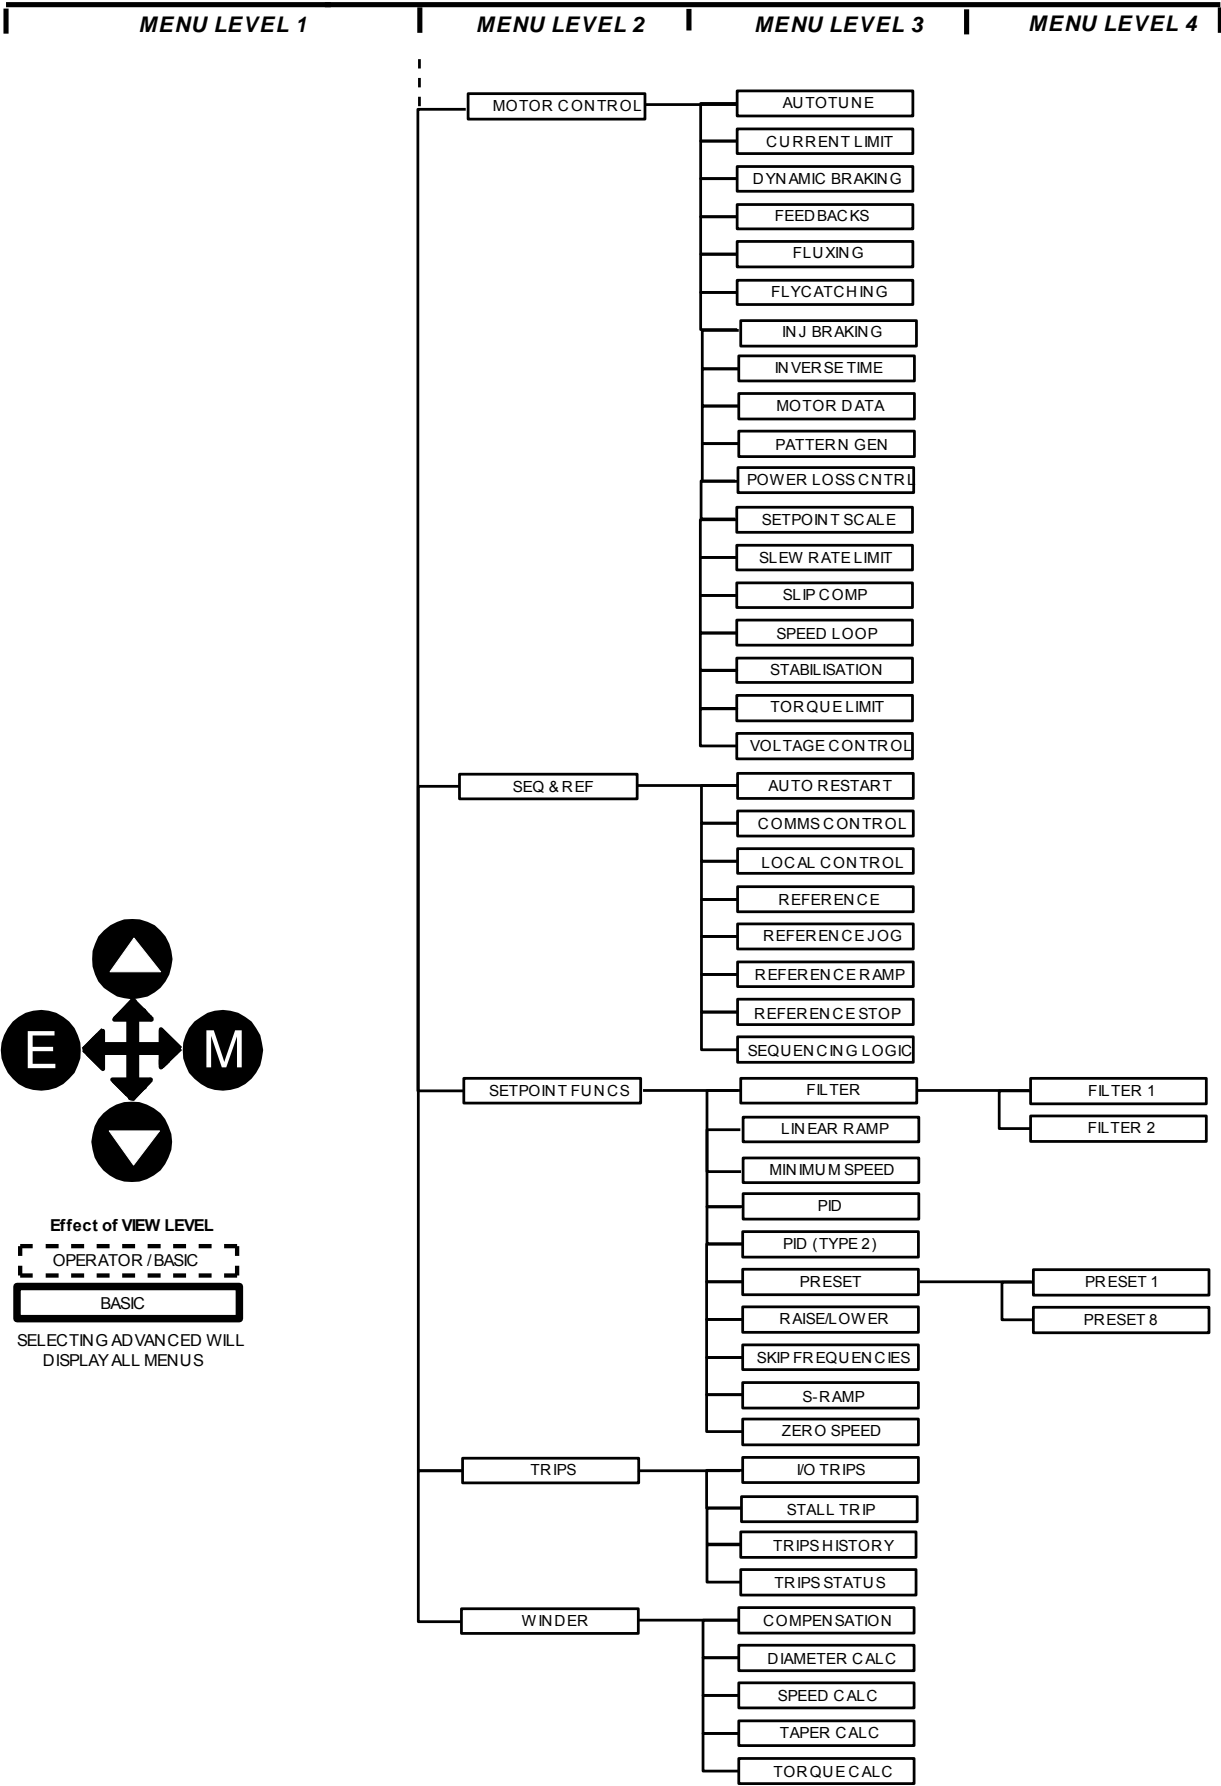 MENU LEVEL 1 MENU LEVEL 2 MENU LEVEL 3 MENU LEVEL 4
MOTOR CONTROL
AUTOTUNE
CURRENT LIMIT
DYNAMIC BRAKING
FEEDBACKS
FLUXING
FLYCATCHING
INJ BRAKING
INVERSE TIME
MOTOR DATA
PATTERN GEN
POWER LOSS CNTRL
SETPOINT SCALE
SLEW RATE LIMIT
SLIP COMP
SPEED LOOP
STABILISATION
TORQUE LIMIT
VOLTAGE CONTROL
SEQ & REF
AUTO RESTART
COMMS CONTROL
LOCAL CONTROL
REFERENCE
REFERENCE JOG
REFERENCE RAMP
REFERENCE STOP
SEQUENCING LOGIC
SETPOINT FUNCS
FILTER
FILTER 1
FILTER 2
LINEAR RAMP
MINIMUM SPEED
PID
PID (TYPE 2)
PRESET
PRESET 1
PRESET 8
RAISE/LOWER
SKIP FREQUENCIES
S-RAMP
ZERO SPEED
TRIPS
I/O TRIPS
STALL TRIP
TRIPS HISTORY
TRIPS STATUS
WINDER
COMPENSATION
DIAMETER CALC
SPEED CALC
TAPER CALC
TORQUE CALC
E M
Effect of VIEW LEVEL
OPERATOR / BASIC
BASIC
SELECTING ADVANCED WILL
DISPLAY ALL MENUS